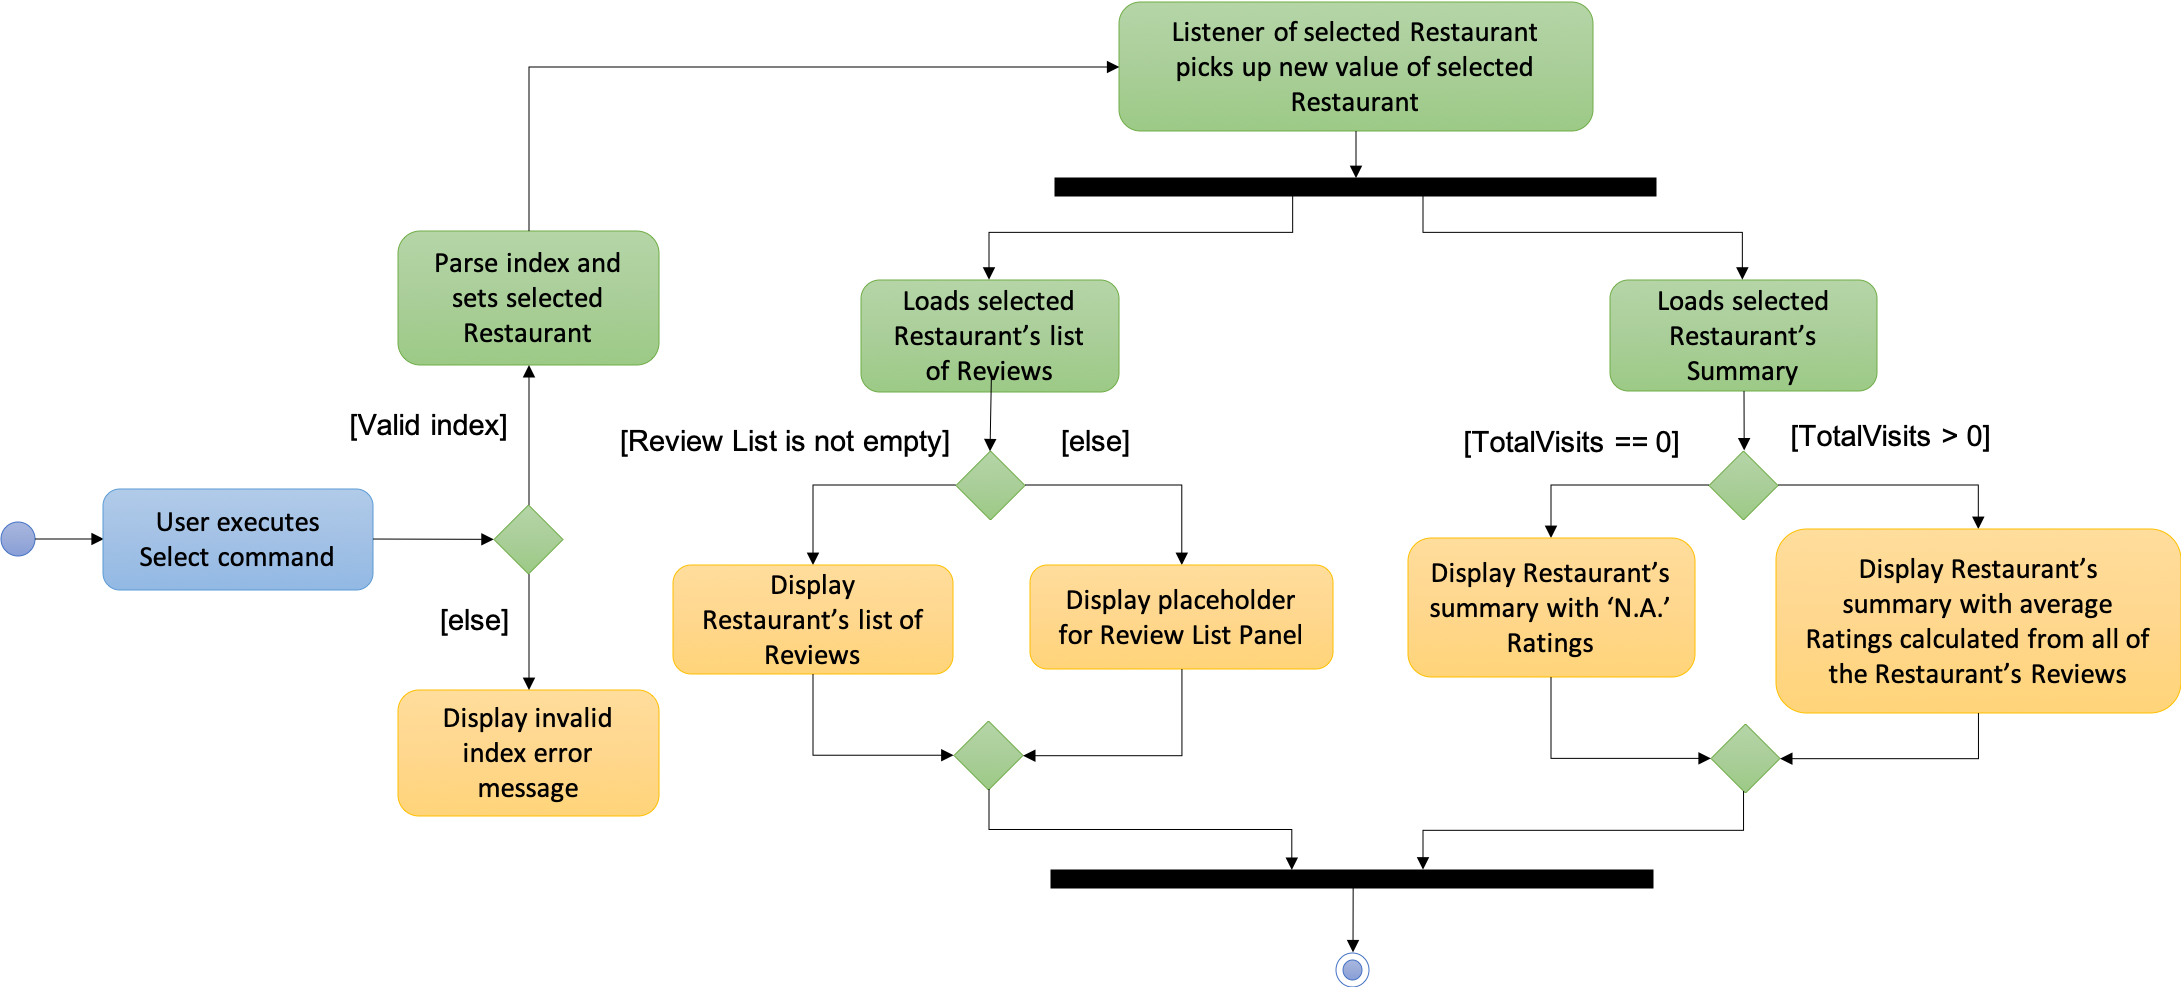 Listener of selected Restaurant
picks up new value of selected
Restaurant
Parse index and
sets selected
Restaurant
Loads selected
Restaurant’s list
of Reviews
Loads selected
Restaurant’s
Summary
[Valid index]
[Review List is not empty]
[else]
[TotalVisits == 0]
[TotalVisits > 0]
User executes
Select command
[else]
Display
Restaurant’s list of
Reviews
Display placeholder
for Review List Panel
Display Restaurant’s
summary with ‘N.A.’
Ratings
Display Restaurant’s
summary with average
Ratings calculated from all of
the Restaurant’s Reviews
Display invalid
index error
message